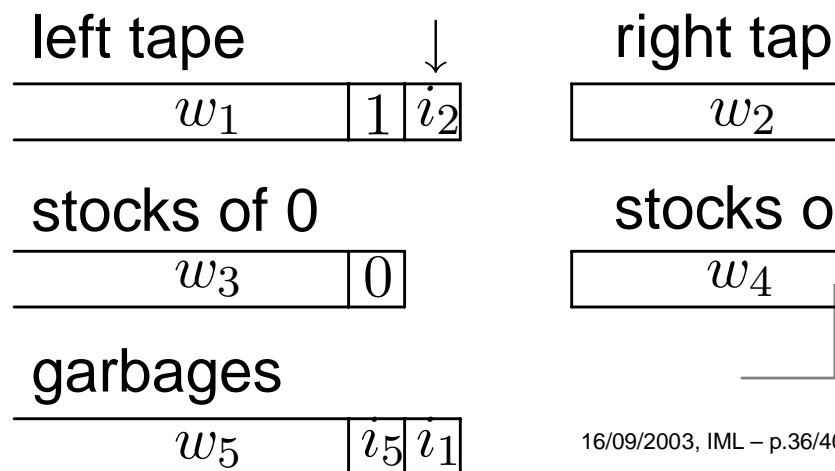 left tape ↓ right tap
w₁ 1 i₂ w₂
stocks of 0 stocks o
w₃ 0 w₄
garbages
w₅ i₅ i₁
16/09/2003, IML – p.36/40